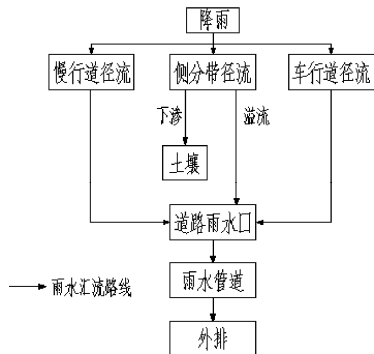 降雨
慢行道径流
侧分带径流
车行道径流
下渗
溢流
土壤
道路雨水口
雨水管道
雨水汇流路线
外排